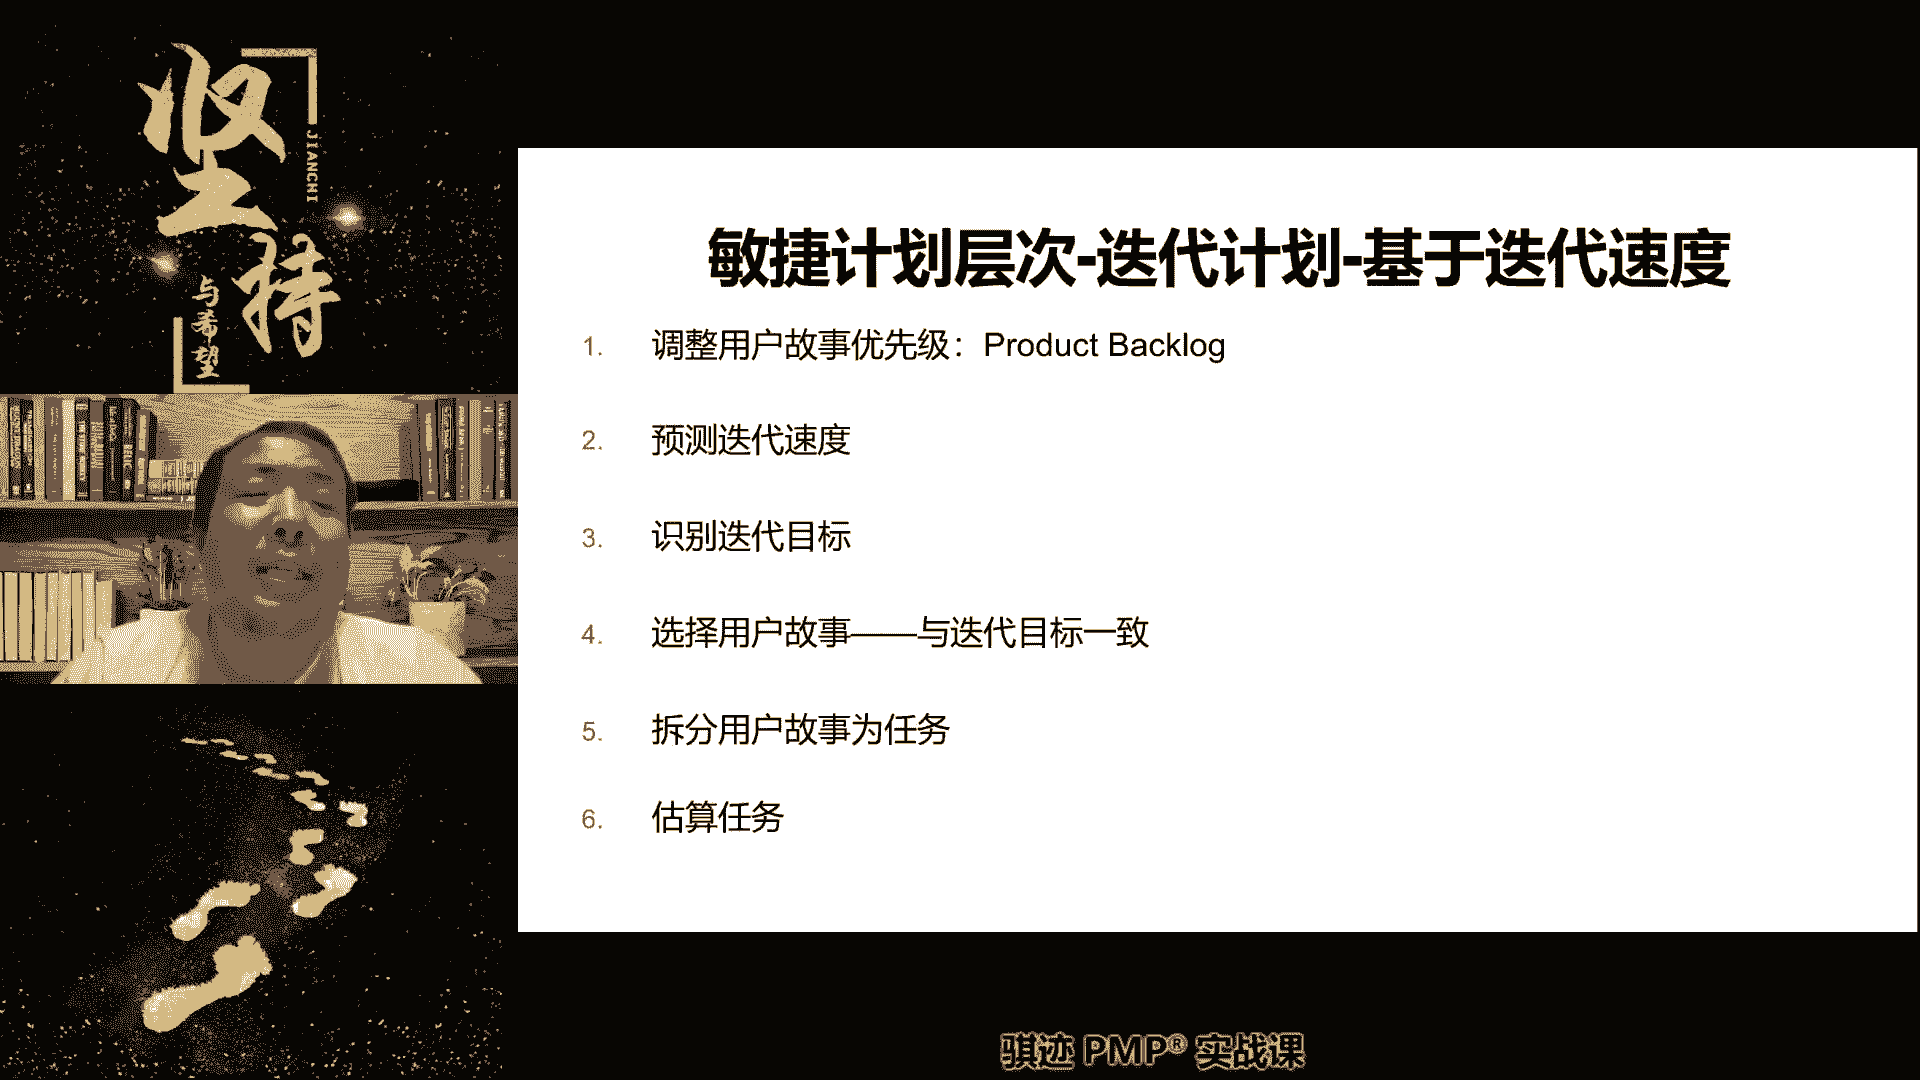 坚持
JIANCHI
与希望
敏捷计划层次-迭代计划-基于迭代速度
1. 调整用户故事优先级：Product Backlog
2. 预测迭代速度
3. 识别迭代目标
4. 选择用户故事——与迭代目标一致
5. 拆分用户故事为任务
6. 估算任务
骐迹 PMP® 实战课